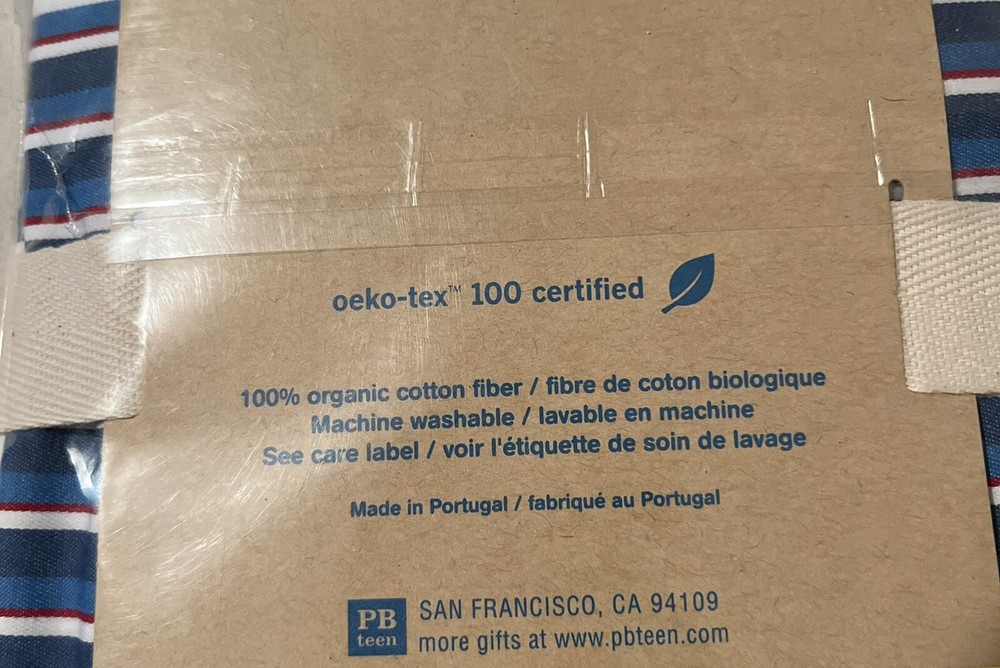 oeko-tex™ 100 certified
100% organic cotton fiber / fibre de coton biologique
Machine washable / lavable en machine
See care label / voir l'étiquette de soin de lavage
Made in Portugal / fabriqué au Portugal
PB
teen
SAN FRANCISCO, CA 94109
more gifts at www.pbteen.com